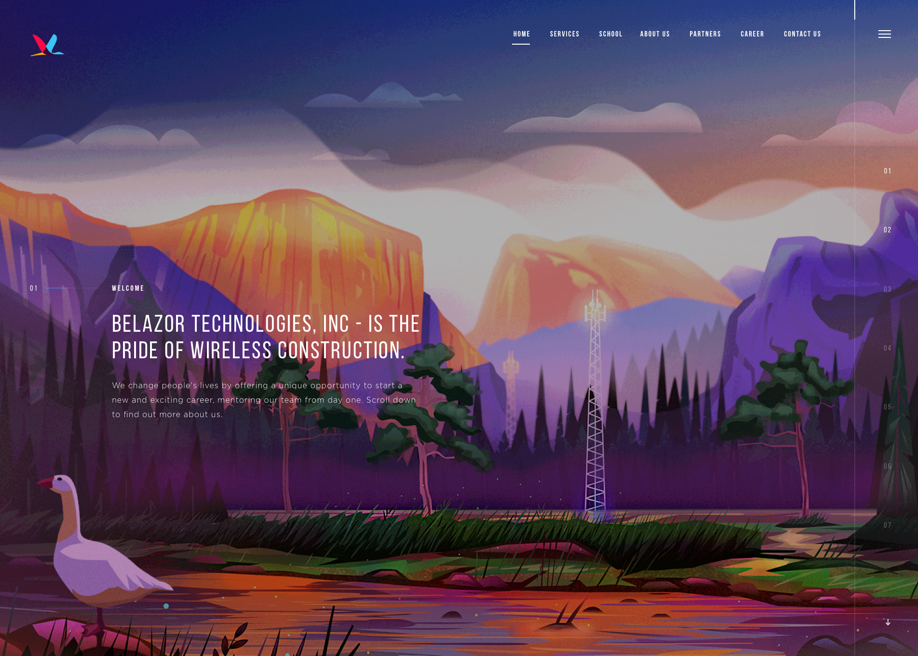 HOME
SERVICES
SCHOOL
ABOUT US
PARTNERS
CAREER
CONTACT US
01
02
03
04
05
06
07
01
WELCOME
BELAZOR TECHNOLOGIES, INC - IS THE
PRIDE OF WIRELESS CONSTRUCTION.
We change people's lives by offering a unique opportunity to start a
new and exciting career, mentoring our team from day one. Scroll down
to find out more about us.